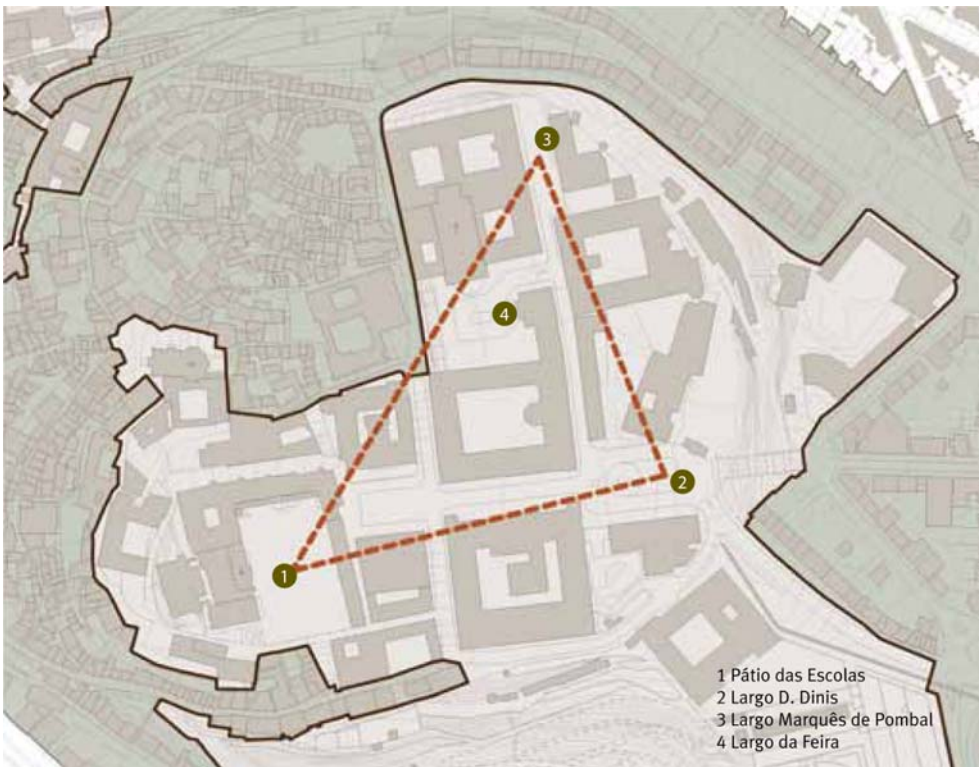 3
4
2
1
1 Pátio das Escolas
2 Largo D. Dinis
3 Largo Marquês de Pombal
4 Largo da Feira